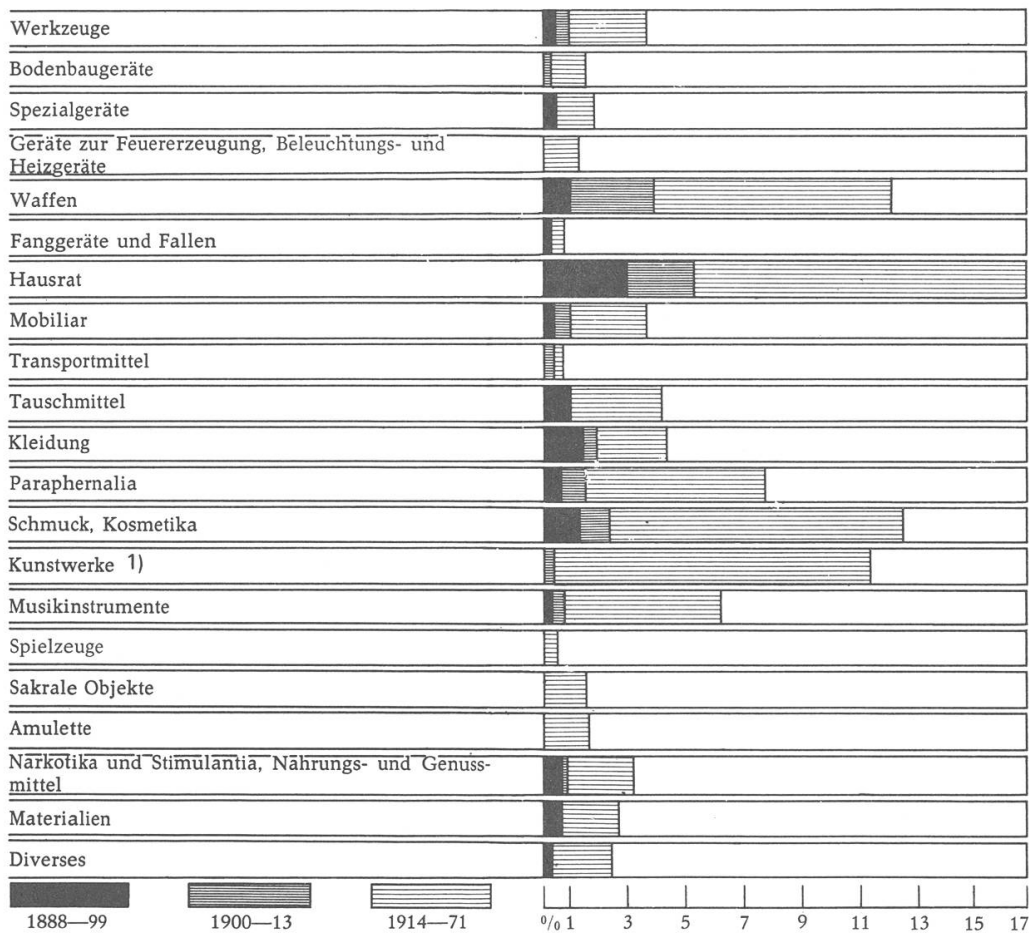 Werkzeuge
Bodenbaugeräte
Spezialgeräte
Geräte zur Feuererzeugung, Beleuchtungs- und
Heizgeräte
Waffen
Fanggeräte und Fallen
Hausrat
Mobiliar
Transportmittel
Tauschmittel
Kleidung
Paraphernalia
Schmuck, Kosmetika
Kunstwerke 1)
Musikinstrumente
Spielzeuge
Sakrale Objekte
Amulette
Narkotika und Stimulantia, Nahrungs- und Genuss-
mittel
Materialien
Diverses
1888—99 1900—13 1914—71 % 1 3 5 7 9 11 13 15 17